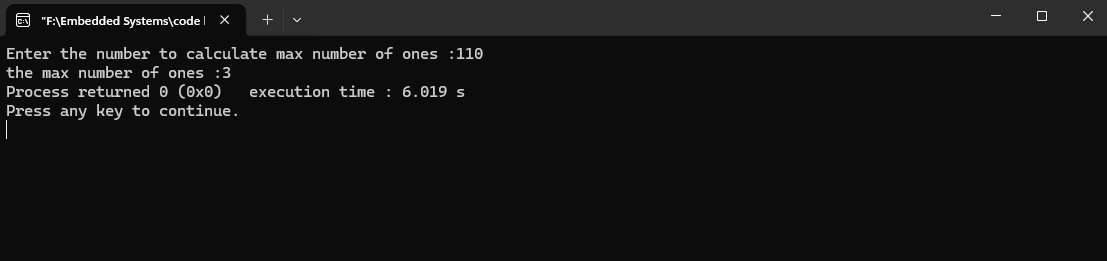 "F:\Embedded Systems\code
Enter the number to calculate max number of ones :110
the max number of ones :3
Process returned 0 (0x0)   execution time : 6.019 s
Press any key to continue.